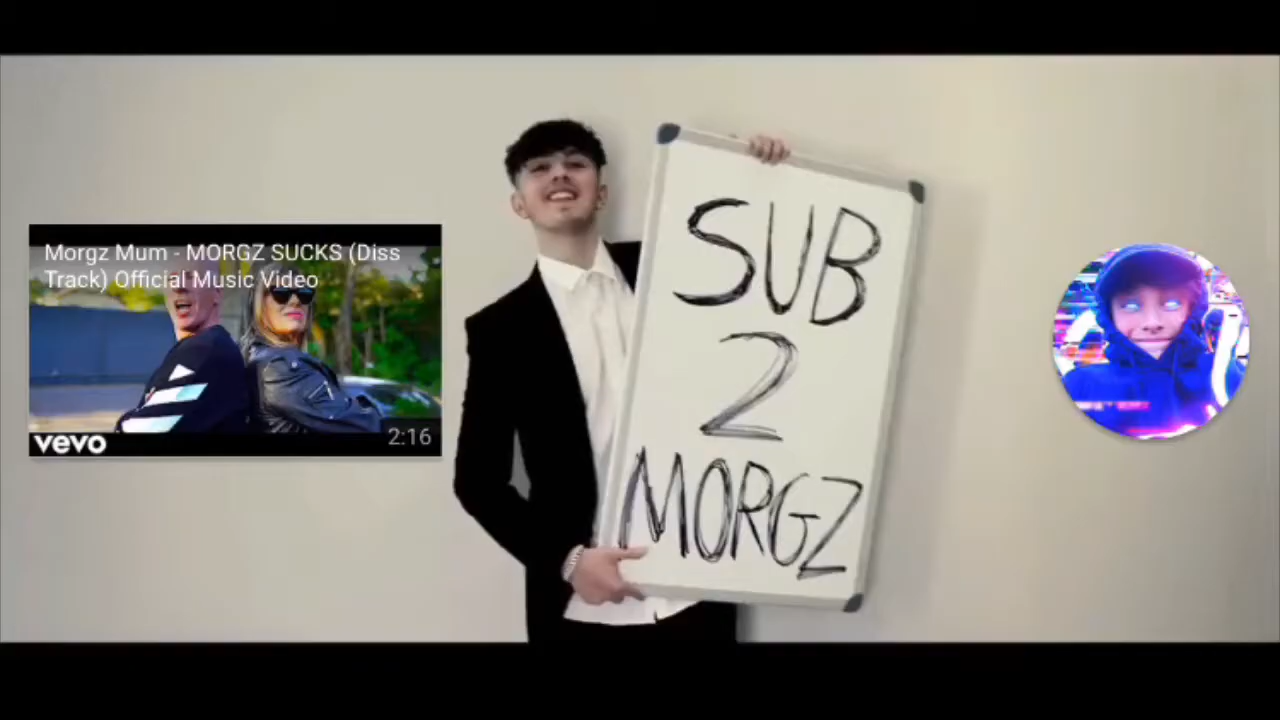 Morgz Mum - MORGZ SUCKS (Diss
Track) Official Music Video
vevo
2:16
SUB
2
MORGZ